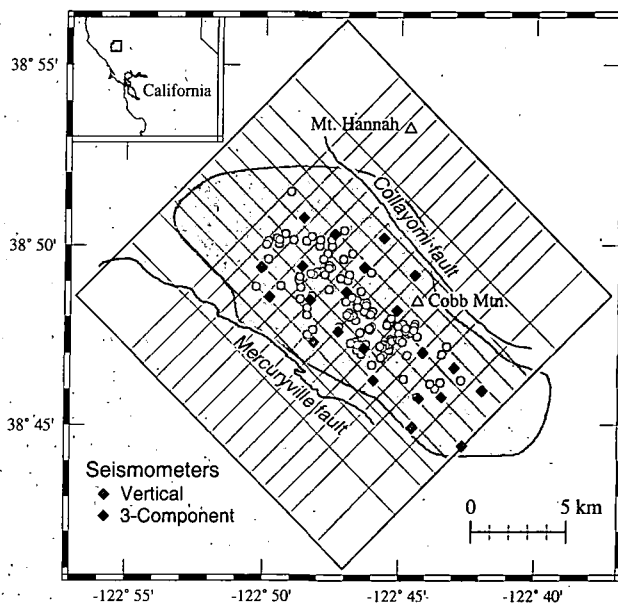 38° 55'
38° 50'
38° 45'
California
Mt. Hannah
Collayomi fault
Cobb Mtn.
Mercuryville fault
Seismometers
Vertical
3-Component
0 5 km
-122° 55' -122° 50' -122° 45' -122° 40'